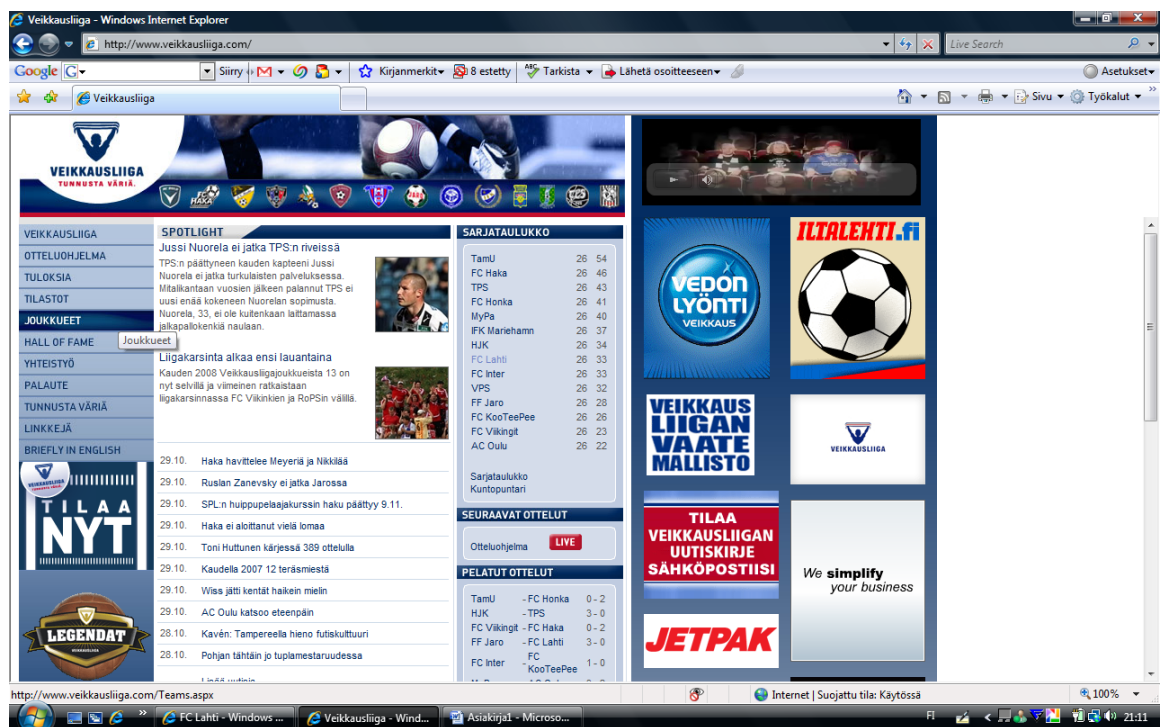 Veikkausliiga - Windows Internet Explorer
http://www.veikkausliiga.com/
Live Search
Google G
Siirry
Kirjanmerkit
8 estetty
ABC Tarkista
Lähetä osoitteeseen
Asetukset
Veikkausliiga
Sivu
Työkalut
VEIKKAUSLIIGA
TUNNUSTA VÄRIÄ.
FC HAKA
JARO
TPS
VEIKKAUSLIIGA
OTTELUOHJELMA
TULOKSIA
TILASTOT
JOUKKUEET
Joukkueet
HALL OF FAME
YHTEISTYÖ
PALAUTE
TUNNUSTA VÄRIÄ
LINKKEJÄ
BRIEFLY IN ENGLISH
TILAA
NYT
LEGENDAT
VEIKKAUSLIIGA
SPOTLIGHT
Jussi Nuorela ei jatka TPS:n riveissä
TPS:n päättyneen kauden kapteeni Jussi
Nuorela ei jatka turkulaisten palveluksessa.
Mitalikantaan vuosien jälkeen palannut TPS ei
uusi enää kokeneen Nuorelan sopimusta.
Nuorela, 33, ei ole kuitenkaan laittamassa
jalkapallokenkiä naulaan.
Liigakarsinta alkaa ensi lauantaina
Kauden 2008 Veikkausliigajoukkueista 13 on
nyt selvillä ja viimeinen ratkaistaan
liigakarsinnassa FC Viikinkien ja RoPSin välillä.
29.10. Haka havittelee Meyeriä ja Nikkilää
29.10. Ruslan Zanevsky ei jatka Jarossa
29.10. SPL:n huippupelaajakurssin haku päättyy 9.11.
29.10. Haka ei aloittanut vielä lomaa
29.10. Toni Huttunen kärjessä 389 ottelulla
29.10. Kaudella 2007 12 teräsmiestä
29.10. Wiss jätti kentät haikein mielin
29.10. AC Oulu katsoo eteenpäin
28.10. Kavén: Tampereella hieno futiskulttuuri
28.10. Pohjan tähtäin jo tuplamestaruudessa
Lisää uutisia
SARJATAULUKKO
TamU 26 54
FC Haka 26 46
TPS 26 43
FC Honka 26 41
MyPa 26 40
IFK Mariehamn 26 37
HJK 26 34
FC Lahti 26 33
FC Inter 26 33
VPS 26 32
FF Jaro 26 28
FC KooTeePee 26 26
FC Viikingit 26 23
AC Oulu 26 22
Sarjataulukko
Kuntopuntari
SEURAAVAT OTTELUT
Otteluohjelma LIVE
PELATUT OTTELUT
TamU - FC Honka 0 - 2
HJK - TPS 3 - 0
FC Viikingit - FC Haka 0 - 2
FF Jaro - FC Lahti 3 - 0
FC Inter - FC KooTeePee 1 - 0
VEDON
LYÖNTI
VEIKKAUS
ILTALEHTI.FI
VEIKKAUS
LIIGAN
VAATE
MALLISTO
VEIKKAUSLIIGA
TILAA
VEIKKAUSLIIGAN
UUTISKIRJE
SÄHKÖPOSTIISI
We simplify
your business
JETPAK
http://www.veikkausliiga.com/Teams.aspx
Internet | Suojattu tila: Käytössä
100%
FC Lahti - Windows ...
Veikkausliiga - Wind...
Asiakirja1 - Microso...
FI
21:11